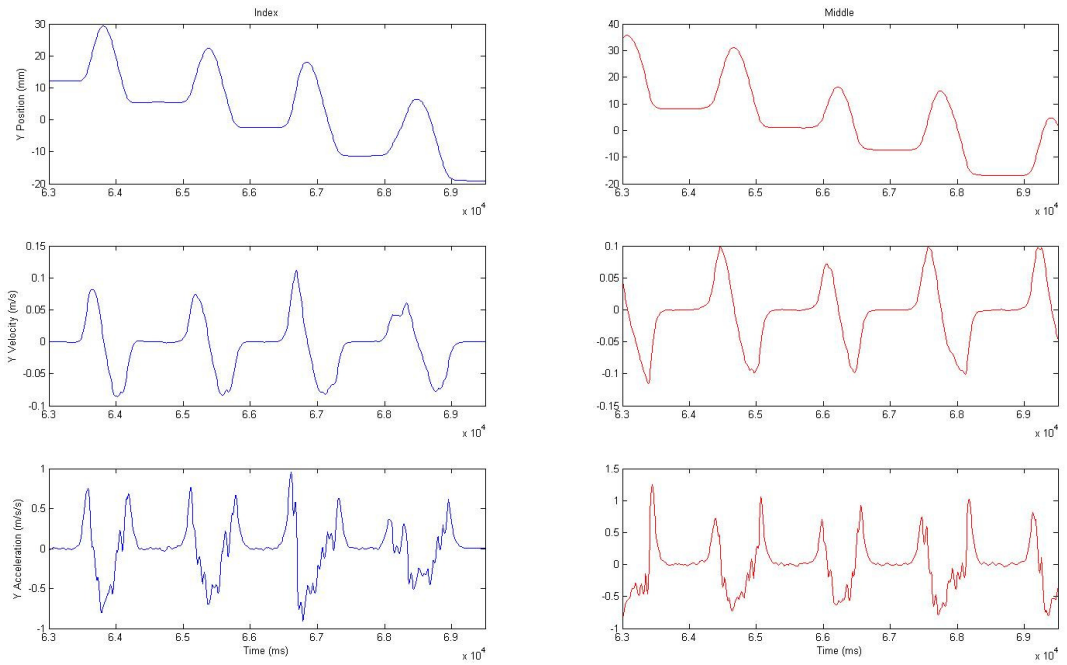 Index
Middle
30
20
10
0
-10
-20
Y Position (mm)
6.3 6.4 6.5 6.6 6.7 6.8 6.9
x 10^4
40
30
20
10
0
-10
-20
6.3 6.4 6.5 6.6 6.7 6.8 6.9
x 10^4
0.15
0.1
0.05
0
-0.05
-0.1
Y Velocity (m/s)
6.3 6.4 6.5 6.6 6.7 6.8 6.9
x 10^4
0.1
0.05
0
-0.05
-0.1
-0.15
6.3 6.4 6.5 6.6 6.7 6.8 6.9
x 10^4
1
0.5
0
-0.5
-1
Y Acceleration (m/s/s)
6.3 6.4 6.5 6.6 6.7 6.8 6.9
Time (ms)
x 10^4
1.5
1
0.5
0
-0.5
-1
6.3 6.4 6.5 6.6 6.7 6.8 6.9
Time (ms)
x 10^4